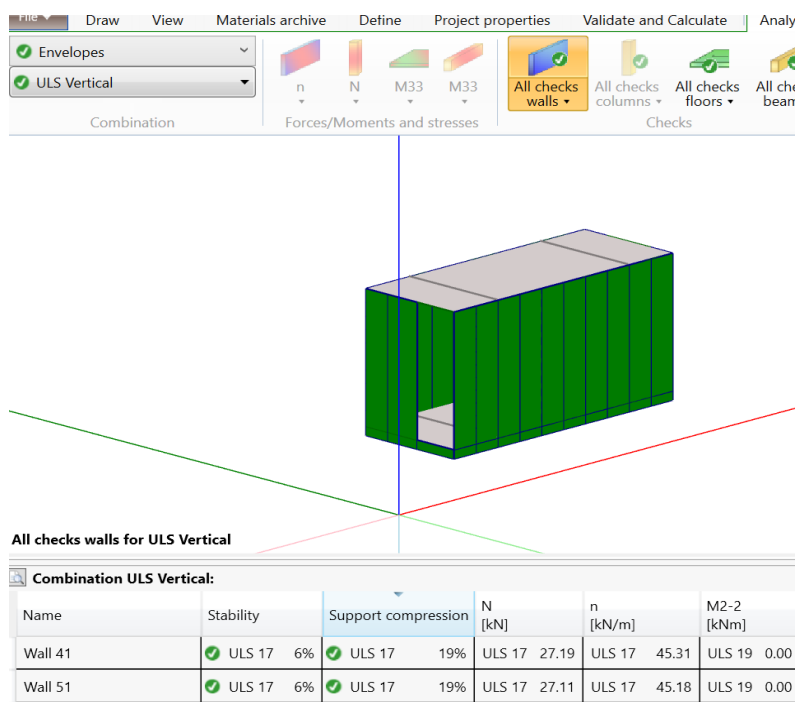 File Draw View Materials archive Define Project properties Validate and Calculate
Envelopes
ULS Vertical
n N M33 M33
All checks walls
All checks columns
All checks floors
Combination Forces/Moments and stresses Checks
All checks walls for ULS Vertical
Combination ULS Vertical:
Name Stability Support compression N [kN] n [kN/m] M2-2 [kNm]
Wall 41 ULS 17 6% ULS 17 19% ULS 17 27.19 ULS 17 45.31 ULS 19 0.00
Wall 51 ULS 17 6% ULS 17 19% ULS 17 27.11 ULS 17 45.18 ULS 19 0.00